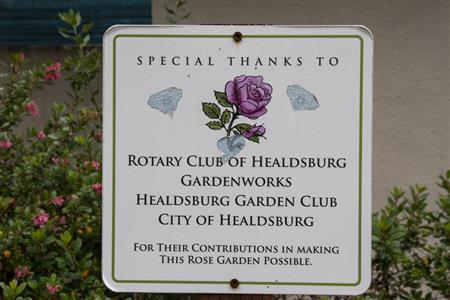 SPECIAL THANKS TO
ROTARY CLUB OF HEALDSBURG
GARDENWORKS
HEALDSBURG GARDEN CLUB
CITY OF HEALDSBURG
FOR THEIR CONTRIBUTIONS IN MAKING
THIS ROSE GARDEN POSSIBLE.